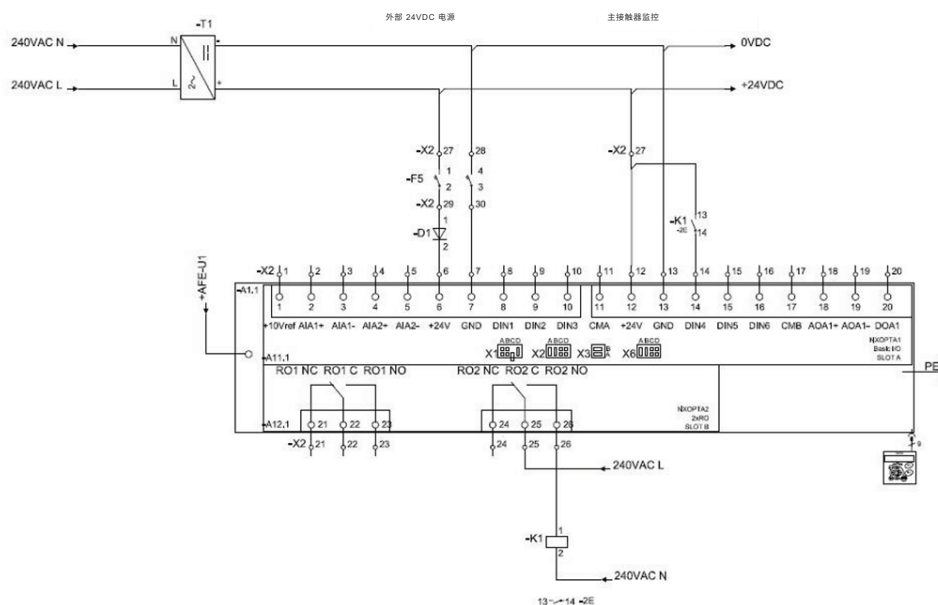 外部 24VDC 电源
主接触器监控
-T1
240VAC N
N
-
0VDC
240VAC L
L
+
+24VDC
2~
-X2 27
28
-X2 27
-F5
1
2
4
3
-X2 29
30
-K1
-2E
13
14
-D1
1
2
+AFE-U1
-X2 1 2 3 4 5 6 7 8 9 10 11 12 13 14 15 16 17 18 19 20
-A1.1
1 2 3 4 5 6 7 8 9 10 11 12 13 14 15 16 17 18 19 20
+10Vref AIA1+ AIA1- AIA2+ AIA2- +24V GND DIN1 DIN2 DIN3 CMA +24V GND DIN4 DIN5 DIN6 CMB AOA1+ AOA1- DOA1
ABCD
ABCD
ABCD
X1
X2
X3
X6
NXOPTA1
Basic I/O
SLOT A
-A11.1
PE
RO1 NC RO1 C RO1 NO
RO2 NC RO2 C RO2 NO
NXOPTA2
2xRO
SLOT B
-A12.1
21 22 23
24 25 26
-X2 21 22 23
24 25 26
9
240VAC L
-K1
1
2
240VAC N
13 14 -2E